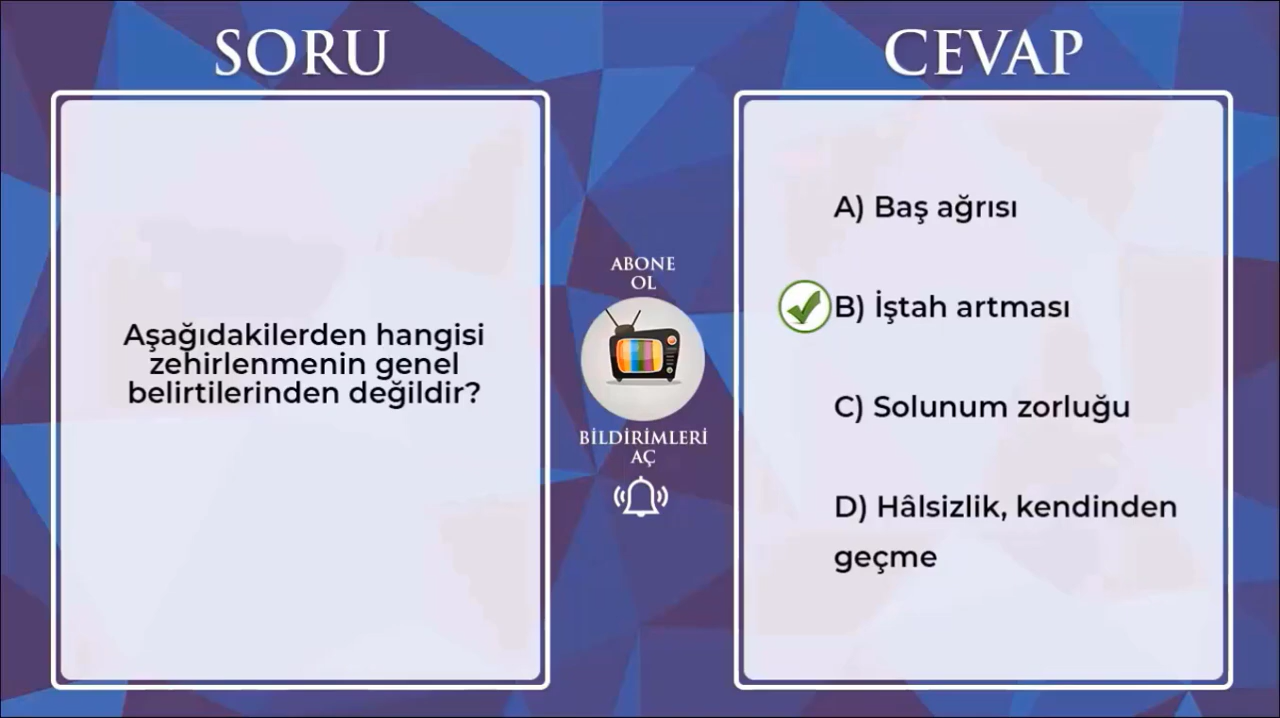 SORU
Aşağıdakilerden hangisi
zehirlenmenin genel
belirtilerinden değildir?
ABONE
OL
BİLDİRİMLERİ
AÇ
CEVAP
A) Baş ağrısı
B) İştah artması
C) Solunum zorluğu
D) Hâlsizlik, kendinden
geçme